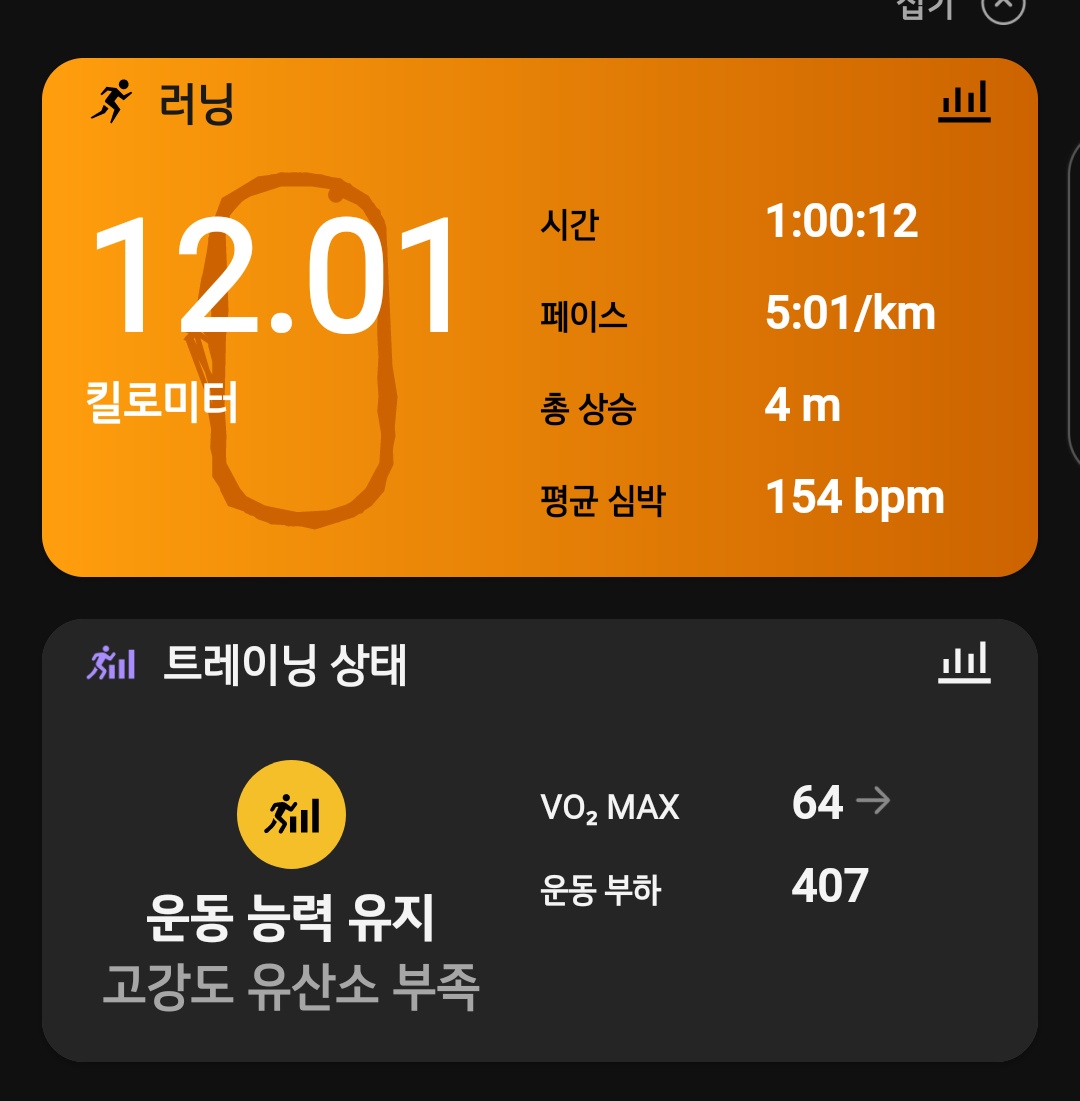 접기
러닝
12.01
킬로미터
시간 1:00:12
페이스 5:01/km
총 상승 4 m
평균 심박 154 bpm
트레이닝 상태
운동 능력 유지
고강도 유산소 부족
VO₂ MAX 64
운동 부하 407